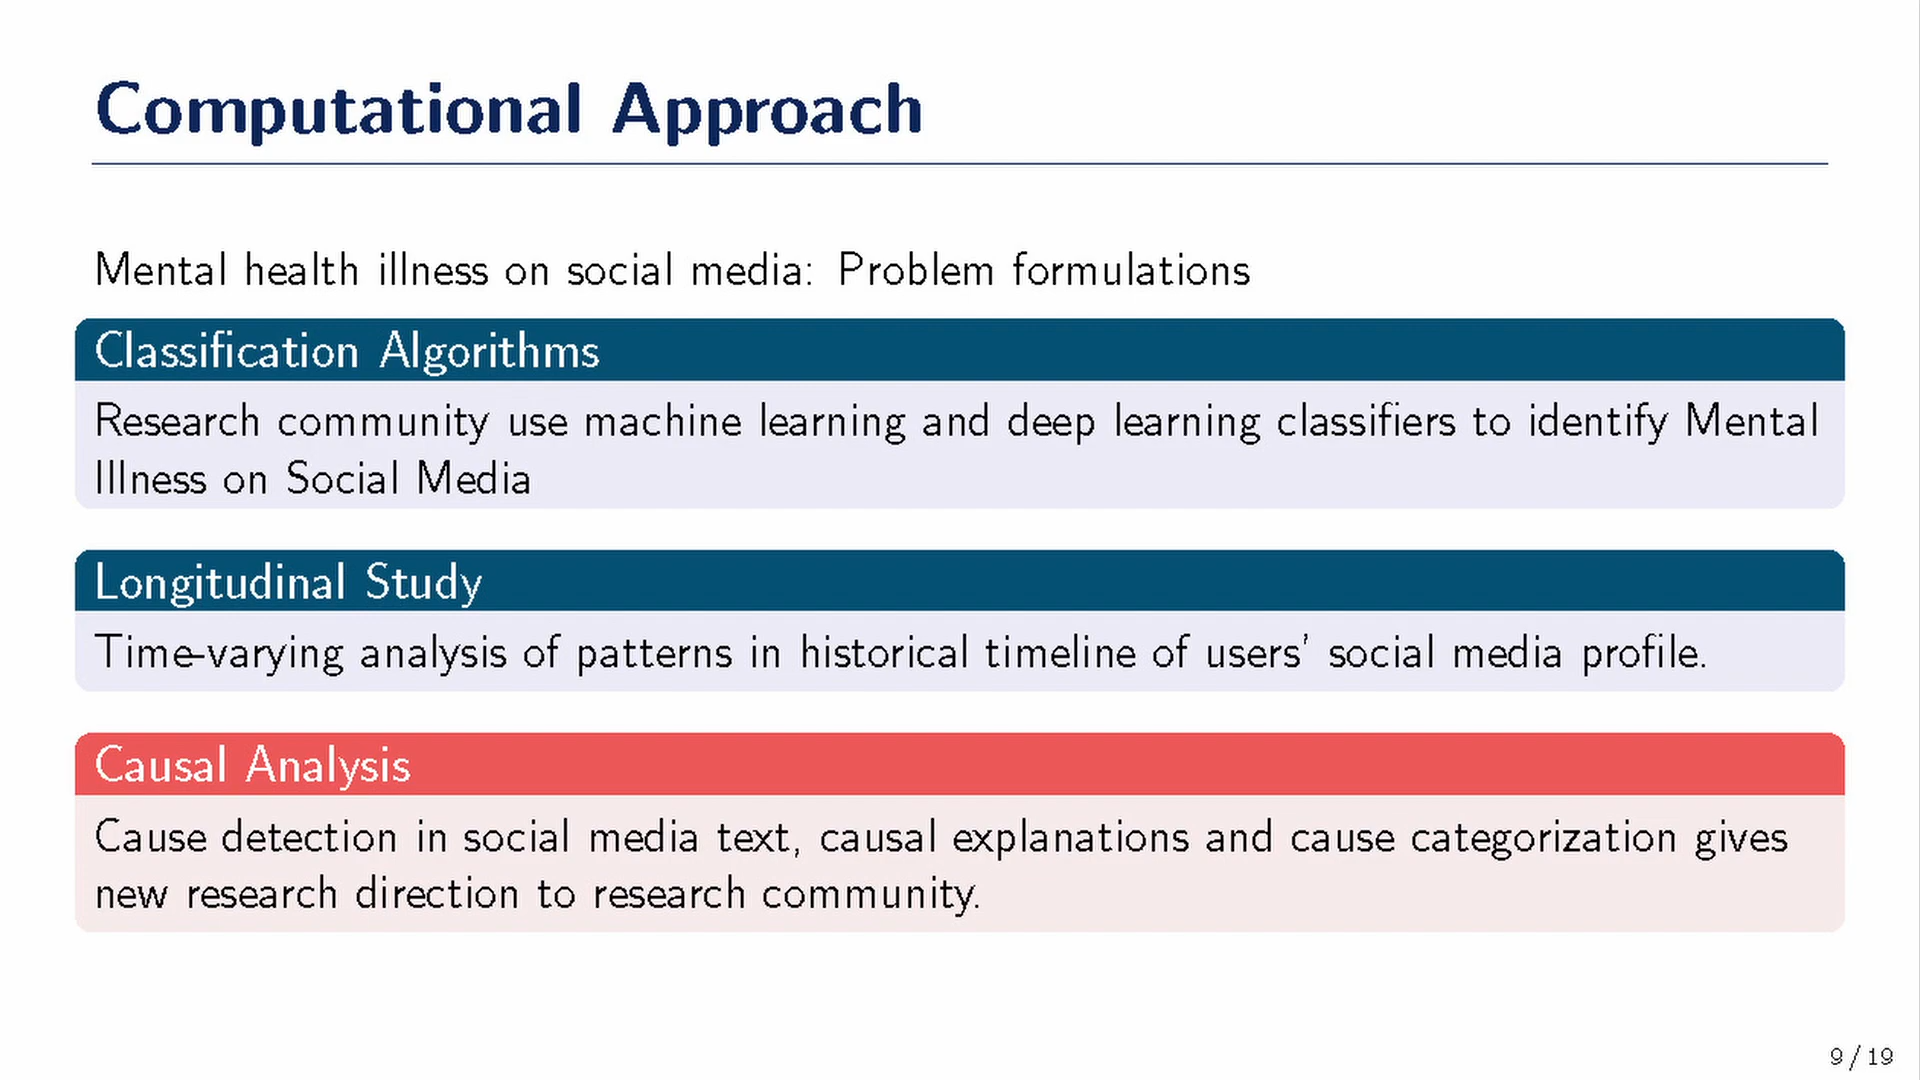 Computational Approach
Mental health illness on social media: Problem formulations
Classification Algorithms
Research community use machine learning and deep learning classifiers to identify Mental
Illness on Social Media
Longitudinal Study
Time-varying analysis of patterns in historical timeline of users' social media profile.
Causal Analysis
Cause detection in social media text, causal explanations and cause categorization gives
new research direction to research community.
9 / 19